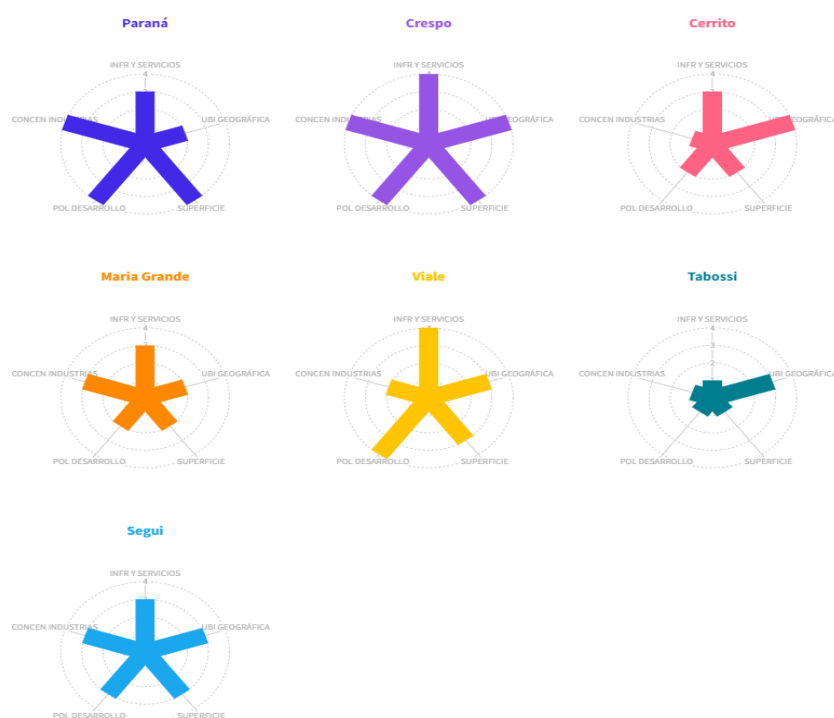 Paraná
INFR Y SERVICIOS
4
CONCEN INDUSTRIAS
UBI GEOGRÁFICA
POL DESARROLLO
SUPERFICIE
Crespo
INFR Y SERVICIOS
4
CONCEN INDUSTRIAS
UBI GEOGRÁFICA
POL DESARROLLO
SUPERFICIE
Cerrito
INFR Y SERVICIOS
4
CONCEN INDUSTRIAS
UBI GEOGRÁFICA
POL DESARROLLO
SUPERFICIE
Maria Grande
INFR Y SERVICIOS
4
CONCEN INDUSTRIAS
UBI GEOGRÁFICA
POL DESARROLLO
SUPERFICIE
Viale
INFR Y SERVICIOS
4
CONCEN INDUSTRIAS
UBI GEOGRÁFICA
POL DESARROLLO
SUPERFICIE
Tabossi
INFR Y SERVICIOS
4
3
2
CONCEN INDUSTRIAS
UBI GEOGRÁFICA
POL DESARROLLO
SUPERFICIE
Segui
INFR Y SERVICIOS
4
CONCEN INDUSTRIAS
UBI GEOGRÁFICA
POL DESARROLLO
SUPERFICIE